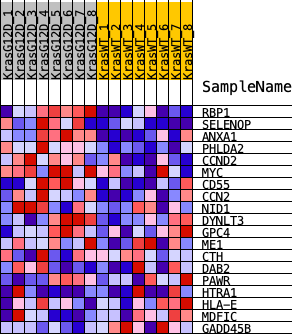 KrasG12D_1
KrasG12D_2
KrasG12D_3
KrasG12D_4
KrasG12D_5
KrasG12D_6
KrasG12D_7
KrasG12D_8
KrasWT_1
KrasWT_2
KrasWT_3
KrasWT_4
KrasWT_5
KrasWT_6
KrasWT_7
KrasWT_8
SampleName
RBP1
SELENOP
ANXA1
PHLDA2
CCND2
MYC
CD55
CCN2
NID1
DYNLT3
GPC4
ME1
CTH
DAB2
PAWR
HTRA1
HLA-E
MDFIC
GADD45B